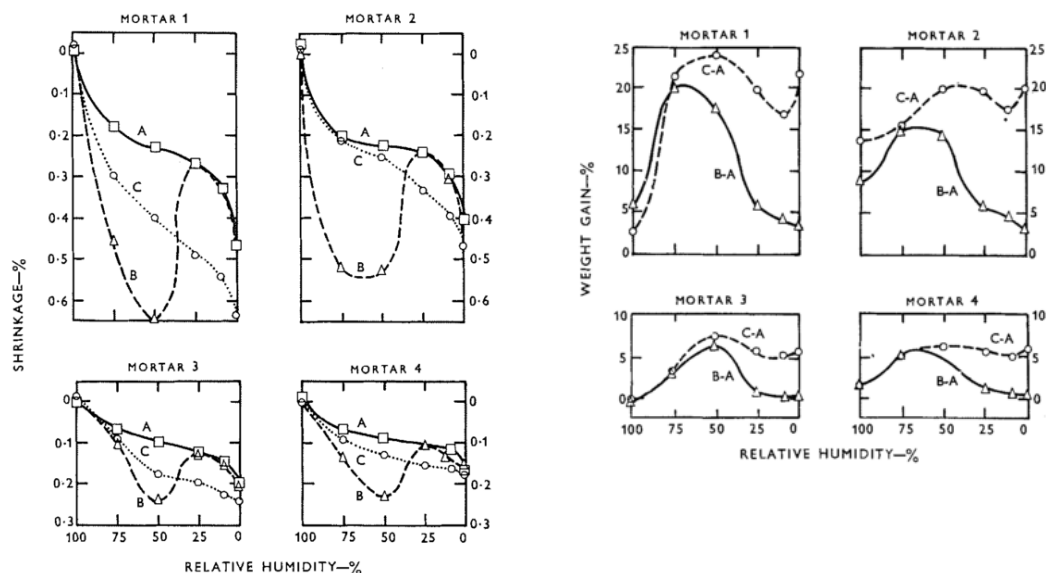 MORTAR 1
MORTAR 2
0
0·1
0·2
0·3
0·4
0·5
0·6
A
C
B
0
0·1
0·2
0·3
0·4
0·5
0·6
A
C
B
SHRINKAGE—%
MORTAR 3
MORTAR 4
0
0·1
0·2
0·3
A
C
B
0
0·1
0·2
0·3
A
C
B
100 75 50 25 0
100 75 50 25 0
RELATIVE HUMIDITY—%
MORTAR 1
MORTAR 2
25
20
15
10
5
0
C-A
B-A
25
20
15
10
5
0
C-A
B-A
WEIGHT GAIN—%
MORTAR 3
MORTAR 4
10
5
0
C-A
B-A
10
5
0
C-A
B-A
100 75 50 25 0
100 75 50 25 0
RELATIVE HUMIDITY—%